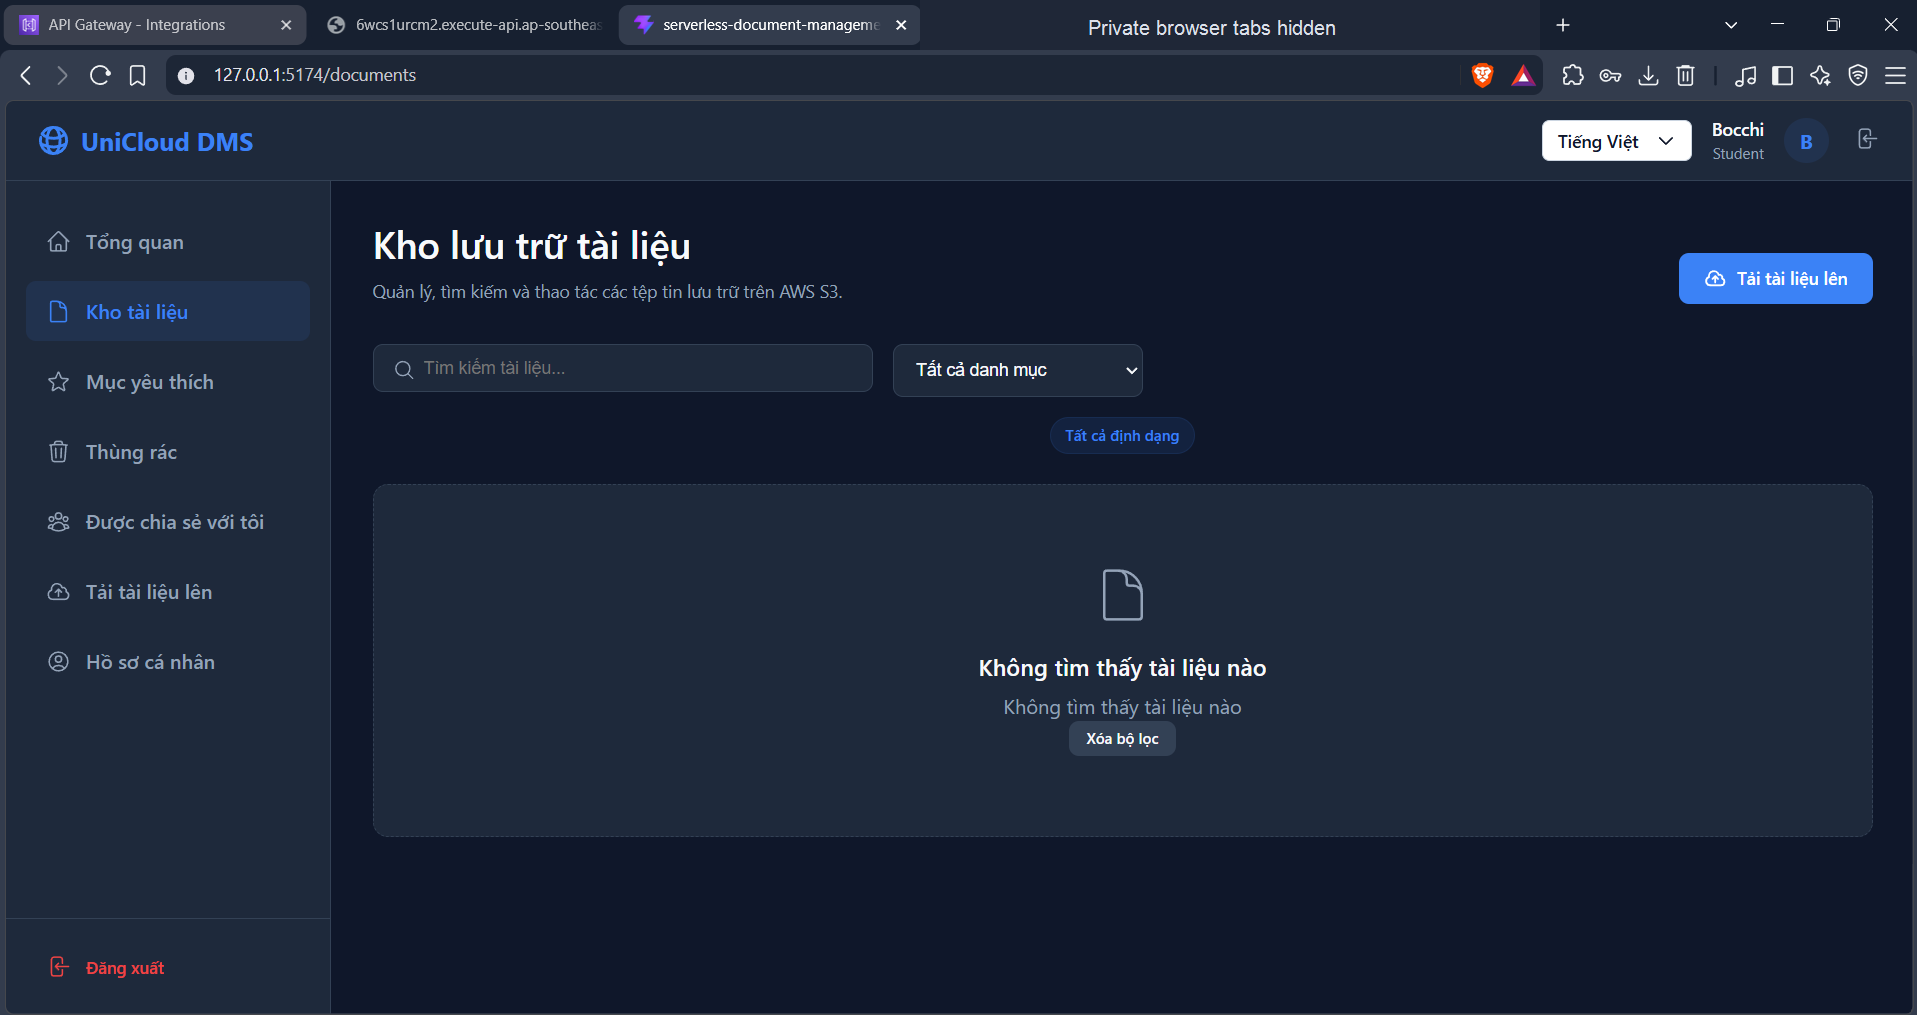 API Gateway - Integrations
6wcs1urcm2.execute-api.ap-southeas
serverless-document-manageme
Private browser tabs hidden
127.0.0.1:5174/documents
UniCloud DMS
Tiếng Việt
Bocchi
Student
B
Tổng quan
Kho tài liệu
Mục yêu thích
Thùng rác
Được chia sẻ với tôi
Tải tài liệu lên
Hồ sơ cá nhân
Đăng xuất
Kho lưu trữ tài liệu
Quản lý, tìm kiếm và thao tác các tệp tin lưu trữ trên AWS S3.
Tải tài liệu lên
Tìm kiếm tài liệu...
Tất cả danh mục
Tất cả định dạng
Không tìm thấy tài liệu nào
Không tìm thấy tài liệu nào
Xóa bộ lọc